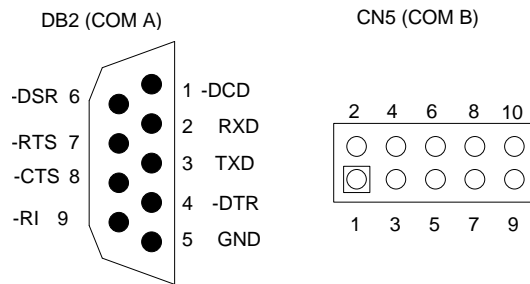 DB2 (COM A)
-DSR 6
-RTS 7
-CTS 8
-RI 9
1 -DCD
2 RXD
3 TXD
4 -DTR
5 GND
CN5 (COM B)
2 4 6 8 10
1 3 5 7 9